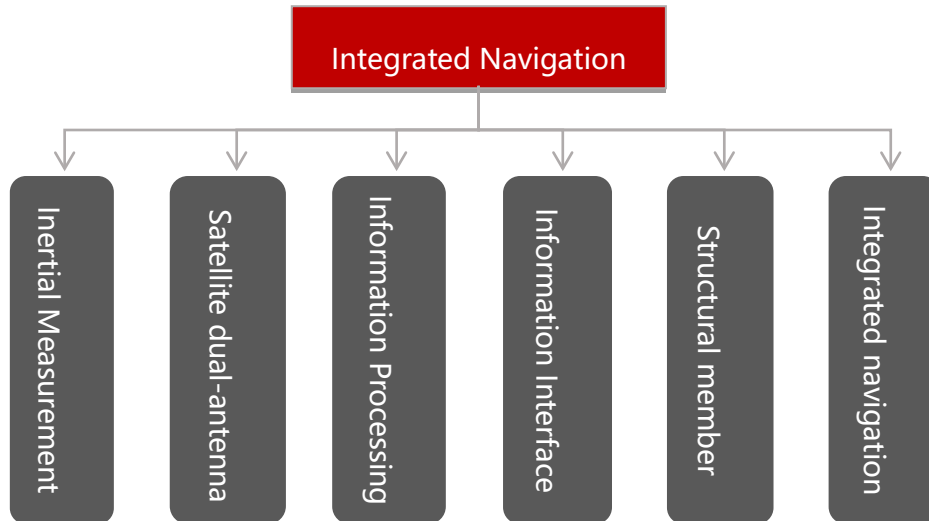 Integrated Navigation
Inertial Measurement
Satellite dual-antenna
Information Processing
Information Interface
Structural member
Integrated navigation